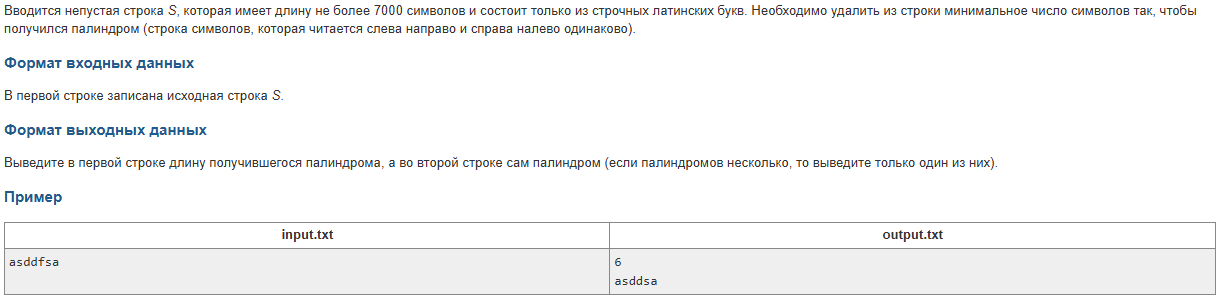 Вводится непустая строка S, которая имеет длину не более 7000 символов и состоит только из строчных латинских букв. Необходимо удалить из строки минимальное число символов так, чтобы
получился палиндром (строка символов, которая читается слева направо и справа налево одинаково).
Формат входных данных
В первой строке записана исходная строка S.
Формат выходных данных
Выведите в первой строке длину получившегося палиндрома, а во второй строке сам палиндром (если палиндромов несколько, то выведите только один из них).
Пример
input.txt output.txt
asddfsa 6
asddsa